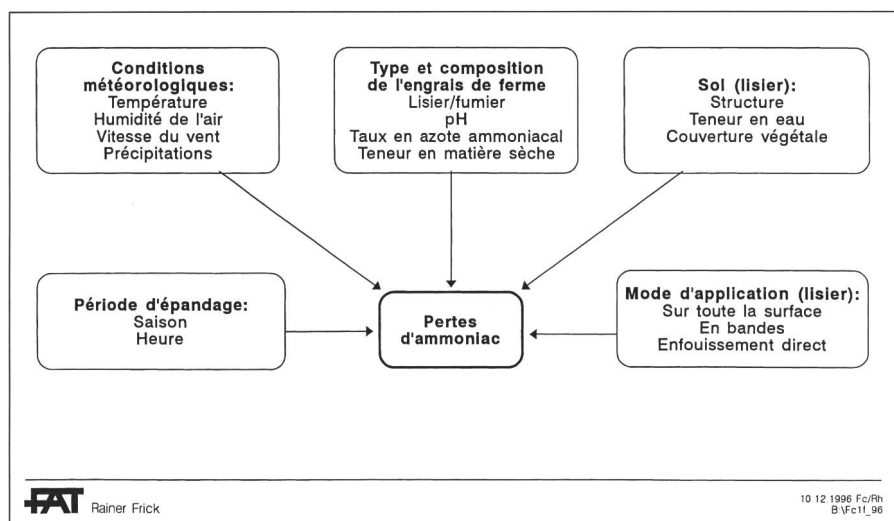 Conditions
météorologiques:
Température
Humidité de l'air
Vitesse du vent
Précipitations
Type et composition
de l'engrais de ferme
Lisier/fumier
pH
Taux en azote ammoniacal
Teneur en matière sèche
Sol (lisier):
Structure
Teneur en eau
Couverture végétale
Période d'épandage:
Saison
Heure
Pertes
d'ammoniac
Mode d'application (lisier):
Sur toute la surface
En bandes
Enfouissement direct
FAT Rainer Frick
10.12.1996 Fc/Rh
B:\Fc1f_96